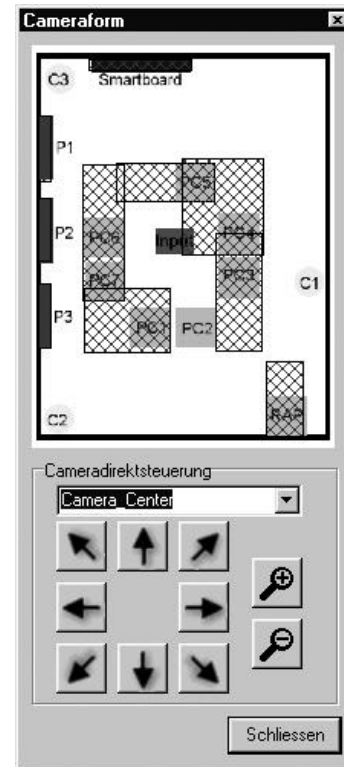 Cameraform
C3 Smartboard
P1
PC5
P2 PC6 Input PC4
PC7 PC3
C1
P3 PC1 PC2
RAP
C2
Cameradirektsteuerung
Camera_Center
Schliessen